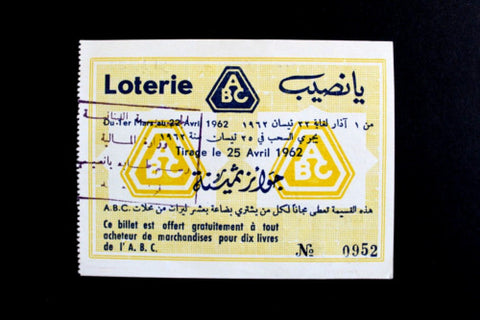 Loterie
ABC
يانصيب
Du 1er Mars au 22 Avril 1962
من ١ آذار لغاية ٢٢ نيسان ١٩٦٢
يجري السحب في ٢٥ نيسان سنة ١٩٦٢
Tirage le 25 Avril 1962
ABC
ABC
جوائز ثمينة
وزارة المالية
هذه القسيمة تعطى مجانًا لكل من يشتري بضاعة بعشر ليرات من محلات .A.B.C
Ce billet est offert gratuitement à tout
acheteur de marchandises pour dix livres
de l'A. B. C.
№ 0952